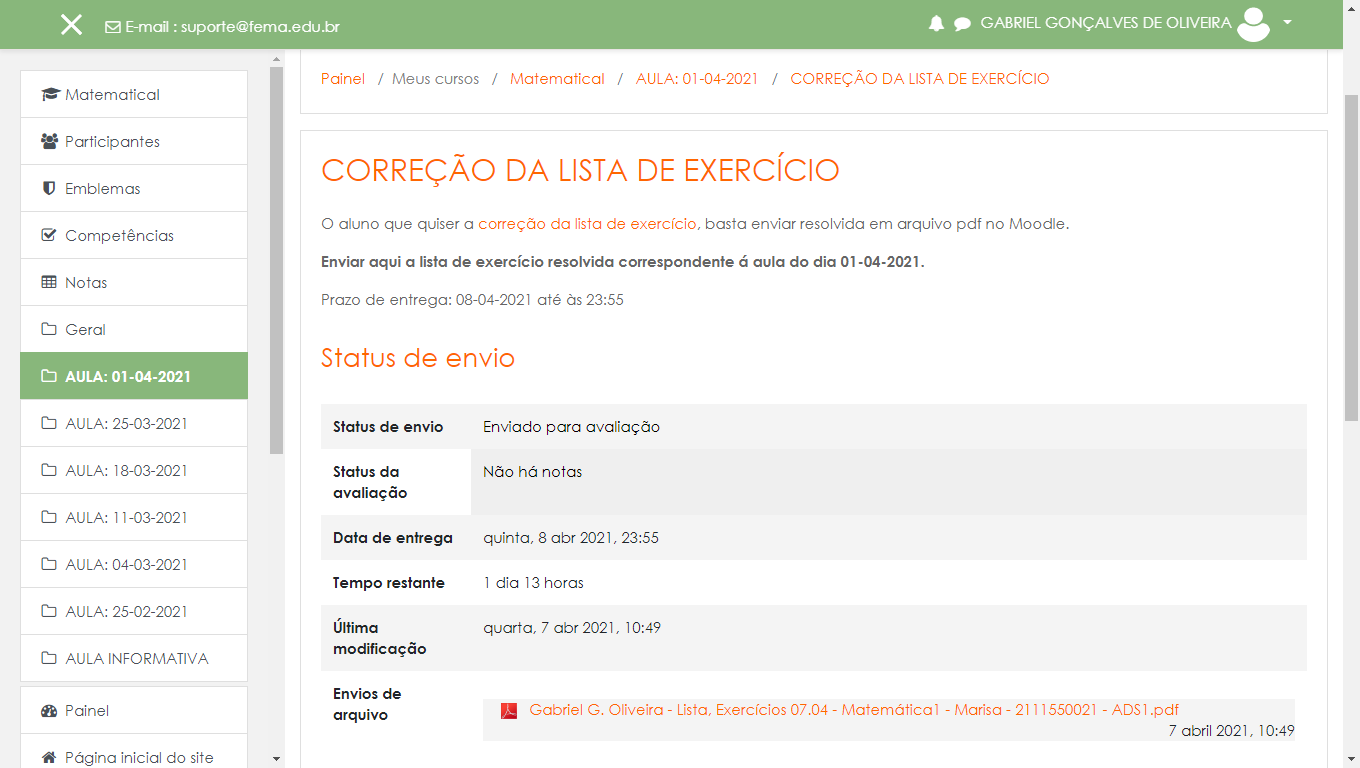 E-mail : suporte@fema.edu.br
GABRIEL GONÇALVES DE OLIVEIRA
Matematical
Participantes
Emblemas
Competências
Notas
Geral
AULA: 01-04-2021
AULA: 25-03-2021
AULA: 18-03-2021
AULA: 11-03-2021
AULA: 04-03-2021
AULA: 25-02-2021
AULA INFORMATIVA
Painel
Página inicial do site
Painel / Meus cursos / Matematical / AULA: 01-04-2021 / CORREÇÃO DA LISTA DE EXERCÍCIO
CORREÇÃO DA LISTA DE EXERCÍCIO
O aluno que quiser a correção da lista de exercício, basta enviar resolvida em arquivo pdf no Moodle.
Enviar aqui a lista de exercício resolvida correspondente á aula do dia 01-04-2021.
Prazo de entrega: 08-04-2021 até às 23:55
Status de envio
Status de envio Enviado para avaliação
Status da Não há notas
avaliação
Data de entrega quinta, 8 abr 2021, 23:55
Tempo restante 1 dia 13 horas
Última quarta, 7 abr 2021, 10:49
modificação
Envios de
arquivo
Gabriel G. Oliveira - Lista, Exercícios 07.04 - Matemática1 - Marisa - 2111550021 - ADS1.pdf
7 abril 2021, 10:49